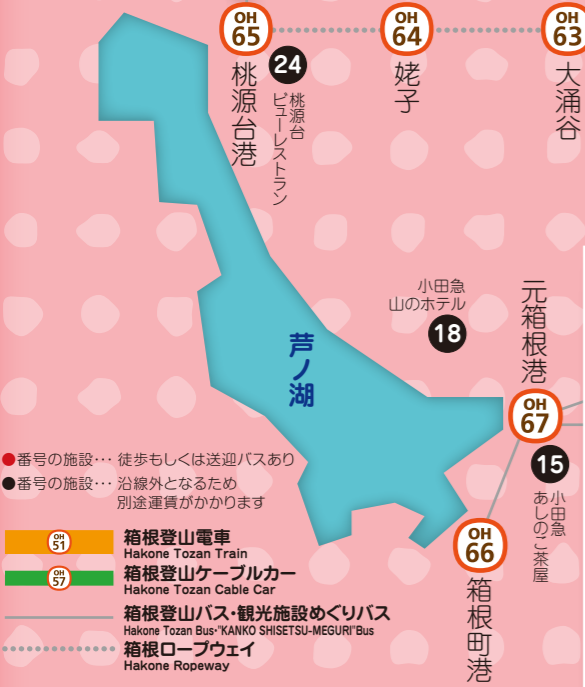 OH
65
OH
64
OH
63
桃源台港
24
桃源台
ビューレストラン
姥子
大涌谷
小田急
山のホテル
18
元箱根港
OH
67
芦ノ湖
15
小田急
あしのこ茶屋
OH
66
箱根町港
●番号の施設… 徒歩もしくは送迎バスあり
●番号の施設… 沿線外となるため
別途運賃がかかります
OH
51
箱根登山電車
Hakone Tozan Train
OH
57
箱根登山ケーブルカー
Hakone Tozan Cable Car
箱根登山バス・観光施設めぐりバス
Hakone Tozan Bus・"KANKO SHISETSU-MEGURI"Bus
箱根ロープウェイ
Hakone Ropeway